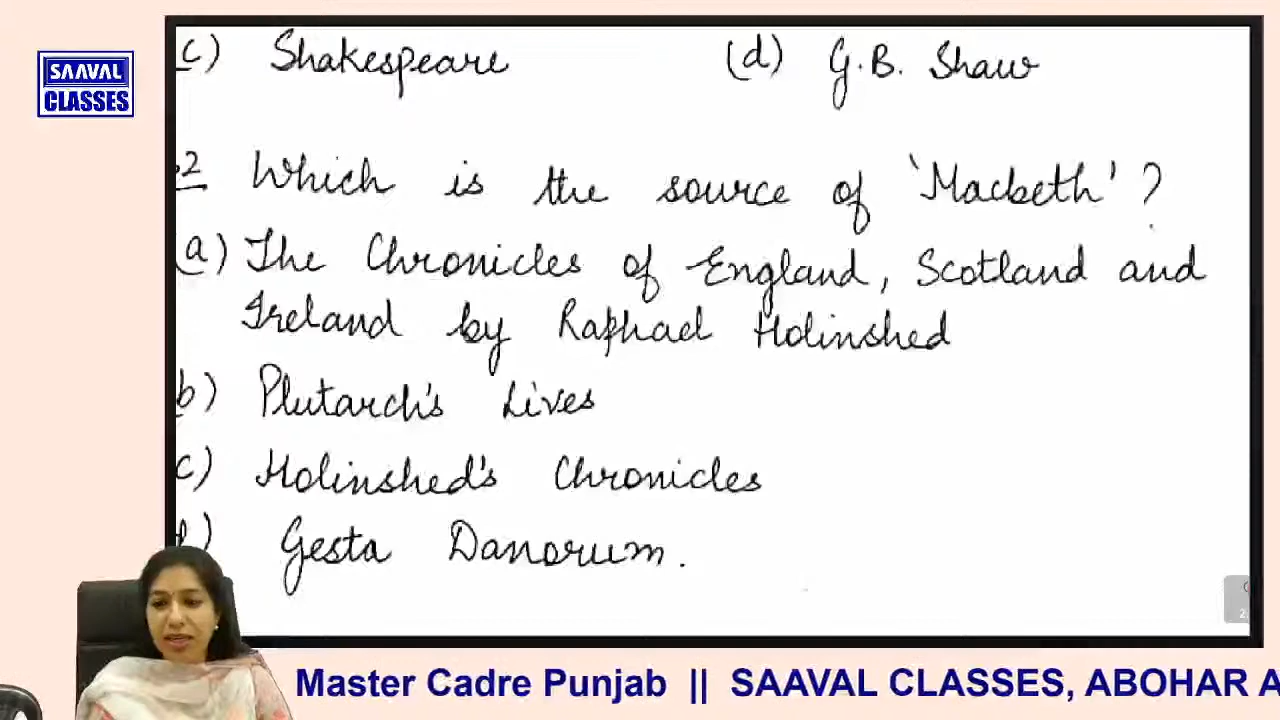 SAAVAL
CLASSES
c) Shakespeare (d) G.B. Shaw
2 Which is the source of 'Macbeth' ?
(a) The Chronicles of England, Scotland and
Ireland by Raphael Holinshed
b) Plutarch's Lives
c) Holinshed's Chronicles
Gesta Danorum.
Master Cadre Punjab || SAAVAL CLASSES, ABOHAR A